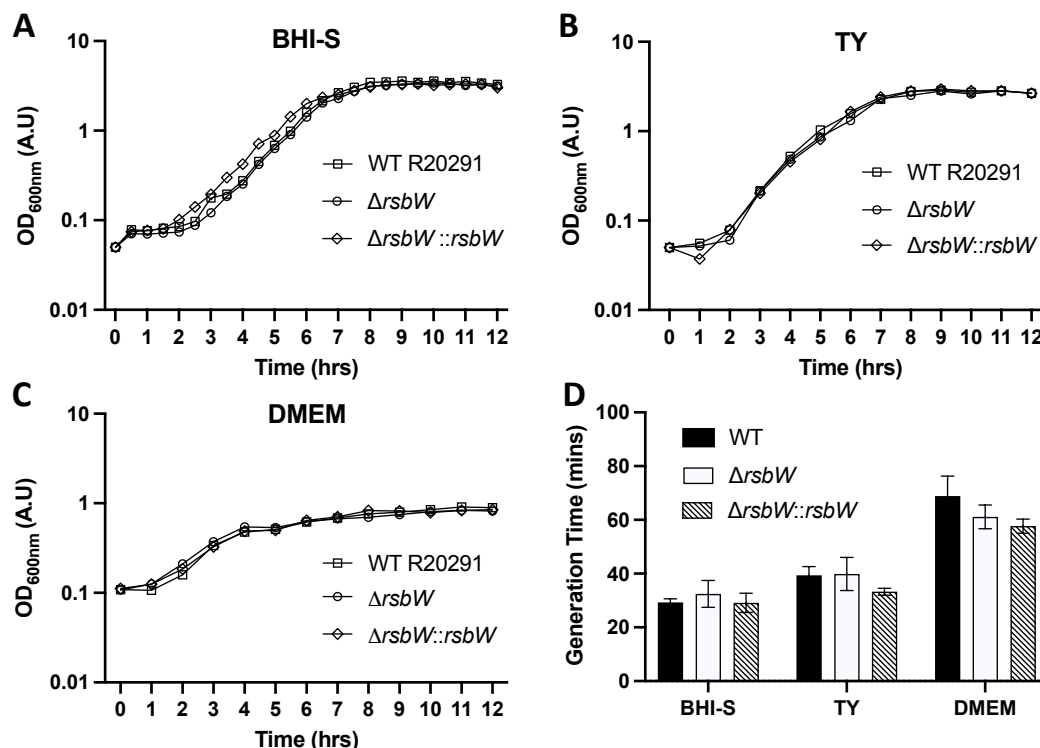 A
BHI-S
OD600nm (A.U)
10
1
0.1
0.01
WT R20291
ΔrsbW
ΔrsbW::rsbW
0 1 2 3 4 5 6 7 8 9 10 11 12
Time (hrs)
B
TY
OD600nm (A.U)
10
1
0.1
0.01
WT R20291
ΔrsbW
ΔrsbW::rsbW
0 1 2 3 4 5 6 7 8 9 10 11 12
Time (hrs)
C
DMEM
OD600nm (A.U)
10
1
0.1
0.01
WT R20291
ΔrsbW
ΔrsbW::rsbW
0 1 2 3 4 5 6 7 8 9 10 11 12
Time (hrs)
D
Generation Time (mins)
100
80
60
40
20
0
WT
ΔrsbW
ΔrsbW::rsbW
BHI-S TY DMEM